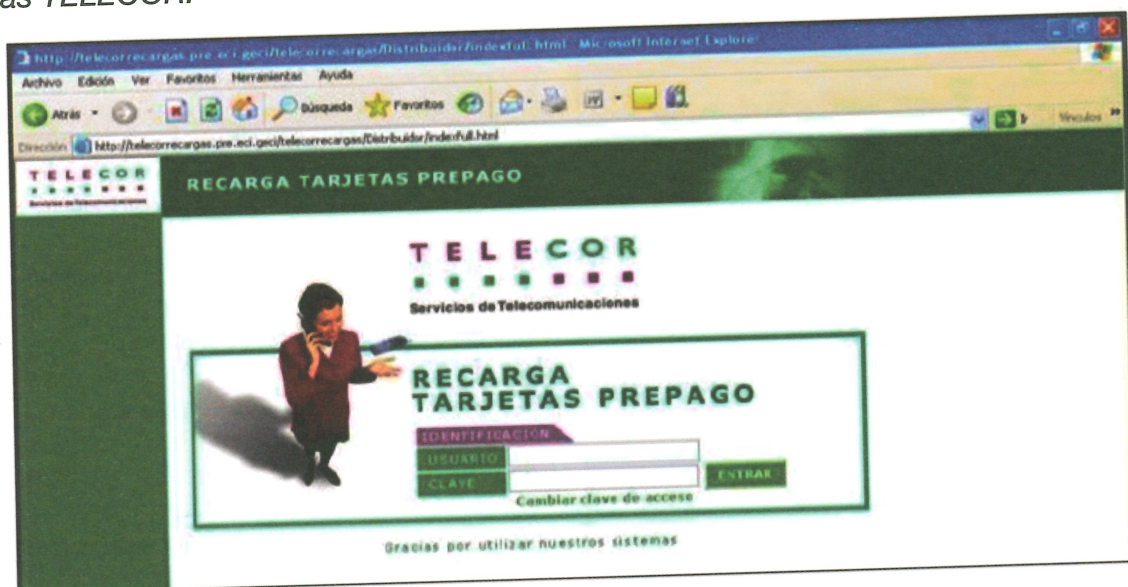 as TELECOR.
http://telecorrecargas.pre.eci.geci/telecorrecargas/Distribuidor/indexfull.html - Microsoft Internet Explorer
Archivo Edición Ver Favoritos Herramientas Ayuda
Atrás Búsqueda Favoritos
Dirección http://telecorrecargas.pre.eci.geci/telecorrecargas/Distribuidor/indexfull.html Vínculos »
TELECOR
Servicios de Telecomunicaciones
RECARGA TARJETAS PREPAGO
TELECOR
Servicios de Telecomunicaciones
RECARGA
TARJETAS PREPAGO
IDENTIFICACIÓN
USUARIO
CLAVE ENTRAR
Cambiar clave de acceso
Gracias por utilizar nuestros sistemas